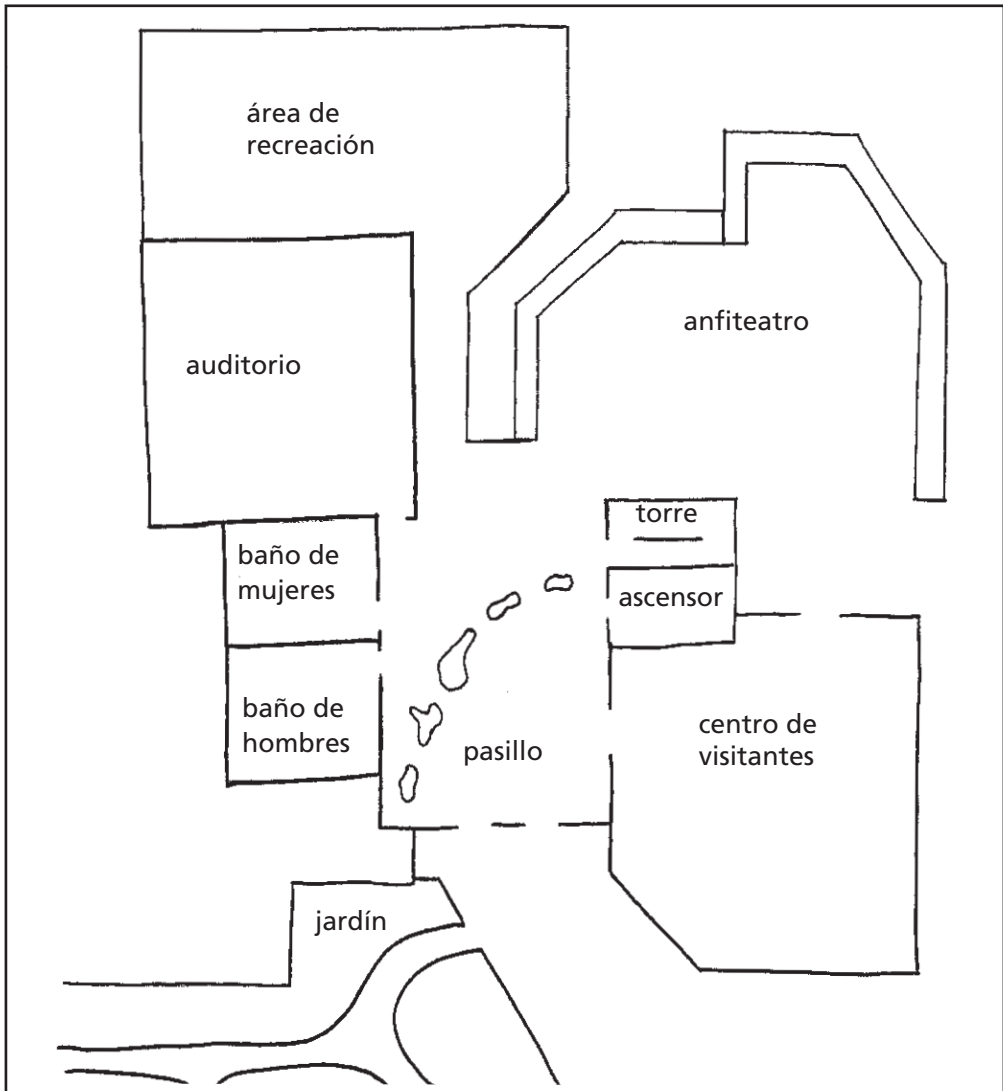 área de
recreación
anfiteatro
auditorio
torre
baño de
mujeres
ascensor
baño de
hombres
centro de
visitantes
pasillo
jardín